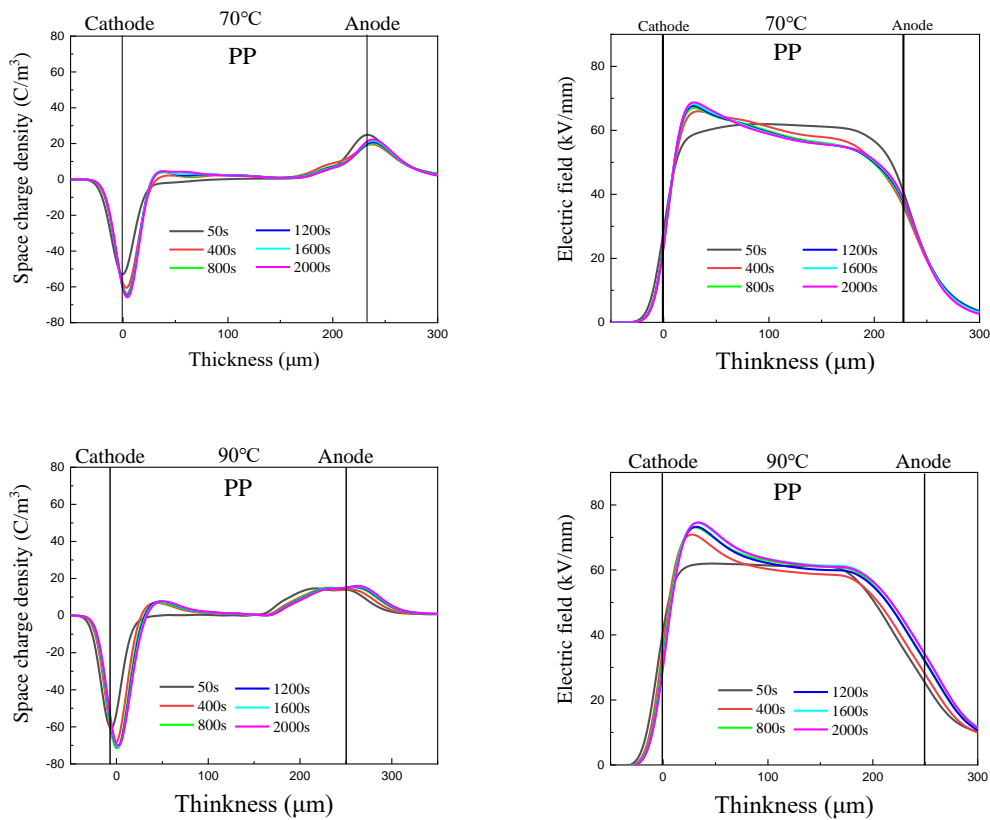 Cathode 70°C Anode
PP
Space charge density (C/m³)
80
60
40
20
0
-20
-40
-60
-80
50s 1200s
400s 1600s
800s 2000s
0 100 200 300
Thickness (μm)
Cathode 70°C Anode
PP
Electric field (kV/mm)
80
60
40
20
0
50s 1200s
400s 1600s
800s 2000s
0 100 200 300
Thinkness (μm)
Cathode 90°C Anode
PP
Space charge density (C/m³)
80
60
40
20
0
-20
-40
-60
-80
50s 1200s
400s 1600s
800s 2000s
0 100 200 300
Thinkness (μm)
Cathode 90°C Anode
PP
Electric field (kV/mm)
80
60
40
20
0
50s 1200s
400s 1600s
800s 2000s
0 100 200 300
Thinkness (μm)